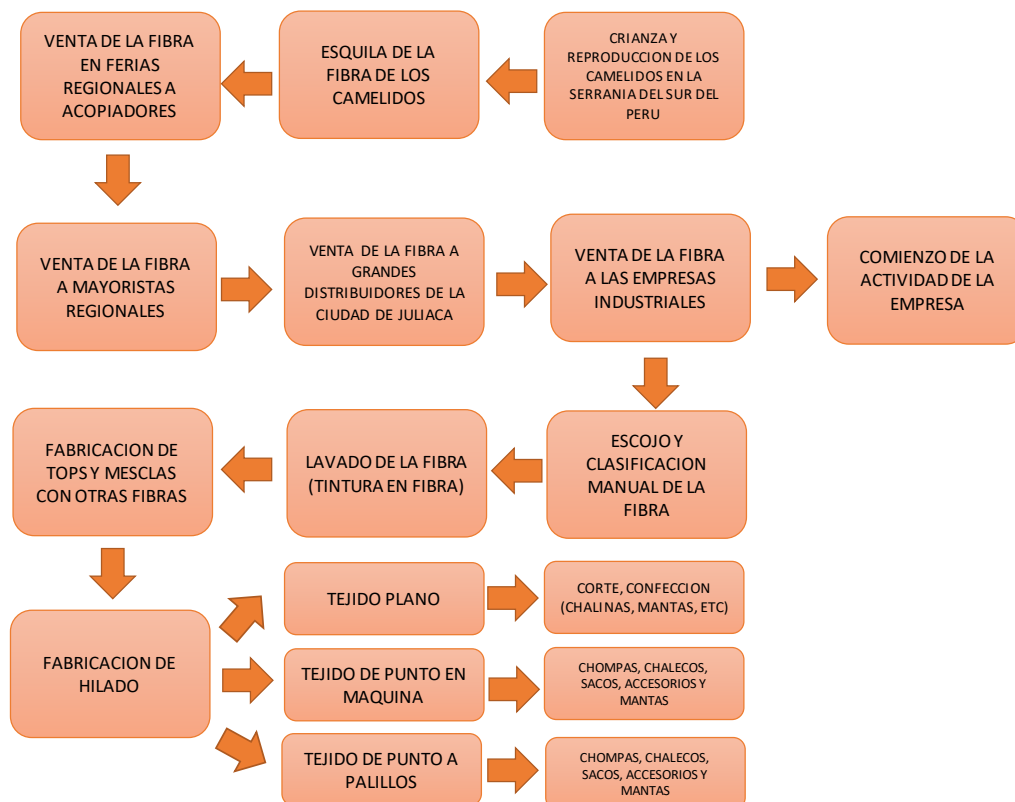 VENTA DE LA FIBRA
EN FERIAS
REGIONALES A
ACOPIADORES
ESQUILA DE LA
FIBRA DE LOS
CAMELIDOS
CRIANZA Y
REPRODUCCION DE LOS
CAMELIDOS EN LA
SERRANIA DEL SUR DEL
PERU
VENTA DE LA FIBRA
A MAYORISTAS
REGIONALES
VENTA DE LA FIBRA A
GRANDES
DISTRIBUIDORES DE LA
CIUDAD DE JULIACA
VENTA DE LA FIBRA
A LAS EMPRESAS
INDUSTRIALES
COMIENZO DE LA
ACTIVIDAD DE LA
EMPRESA
FABRICACION DE
TOPS Y MESCLAS
CON OTRAS FIBRAS
LAVADO DE LA FIBRA
(TINTURA EN FIBRA)
ESCOJO Y
CLASIFICACION
MANUAL DE LA
FIBRA
FABRICACION DE
HILADO
TEJIDO PLANO
CORTE, CONFECCION
(CHALINAS, MANTAS, ETC)
TEJIDO DE PUNTO EN
MAQUINA
CHOMPAS, CHALECOS,
SACOS, ACCESORIOS Y
MANTAS
TEJIDO DE PUNTO A
PALILLOS
CHOMPAS, CHALECOS,
SACOS, ACCESORIOS Y
MANTAS